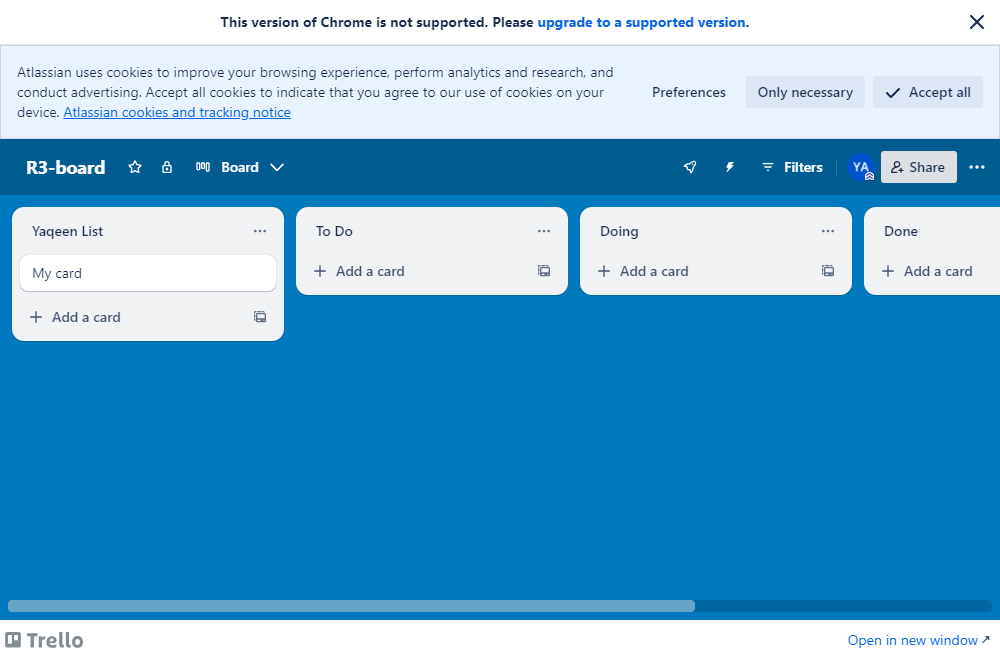 This version of Chrome is not supported. Please upgrade to a supported version.
Atlassian uses cookies to improve your browsing experience, perform analytics and research, and
conduct advertising. Accept all cookies to indicate that you agree to our use of cookies on your
device. Atlassian cookies and tracking notice
Preferences
Only necessary
Accept all
R3-board
Board
Filters
YA
Share
Yaqeen List
My card
Add a card
To Do
Add a card
Doing
Add a card
Done
Add a card
Trello
Open in new window